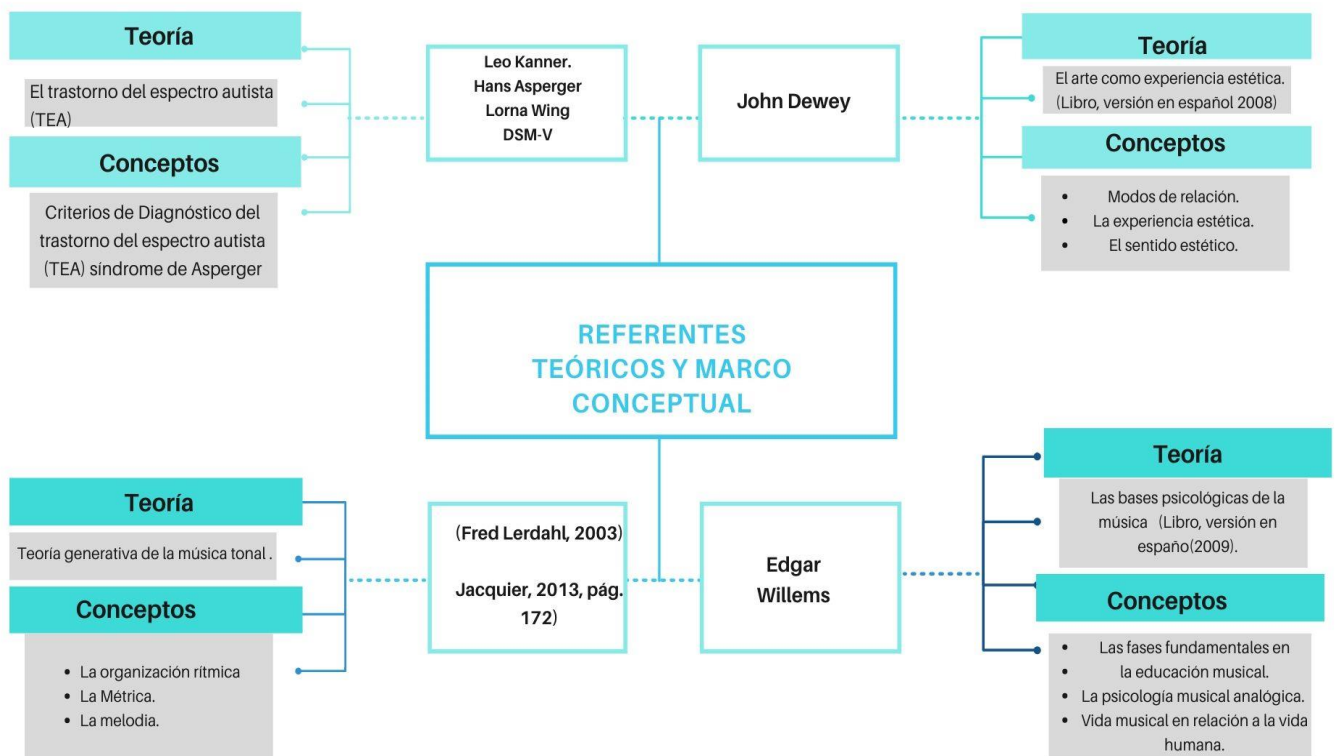 Teoría
El trastorno del espectro autista
(TEA)
Conceptos
Criterios de Diagnóstico del
trastorno del espectro autista
(TEA) síndrome de Asperger
Leo Kanner.
Hans Asperger
Lorna Wing
DSM-V
John Dewey
Teoría
El arte como experiencia estética.
(Libro, versión en español 2008)
Conceptos
• Modos de relación.
• La experiencia estética.
• El sentido estético.
REFERENTES
TEÓRICOS Y MARCO
CONCEPTUAL
Teoría
Teoría generativa de la música tonal .
Conceptos
• La organización rítmica
• La Métrica.
• La melodia.
(Fred Lerdahl, 2003)
Jacquier, 2013, pág.
172)
Edgar
Willems
Teoría
Las bases psicológicas de la
música (Libro, versión en
españo(2009).
Conceptos
• Las fases fundamentales en
• la educación musical.
• La psicología musical analógica.
• Vida musical en relación a la vida
humana.